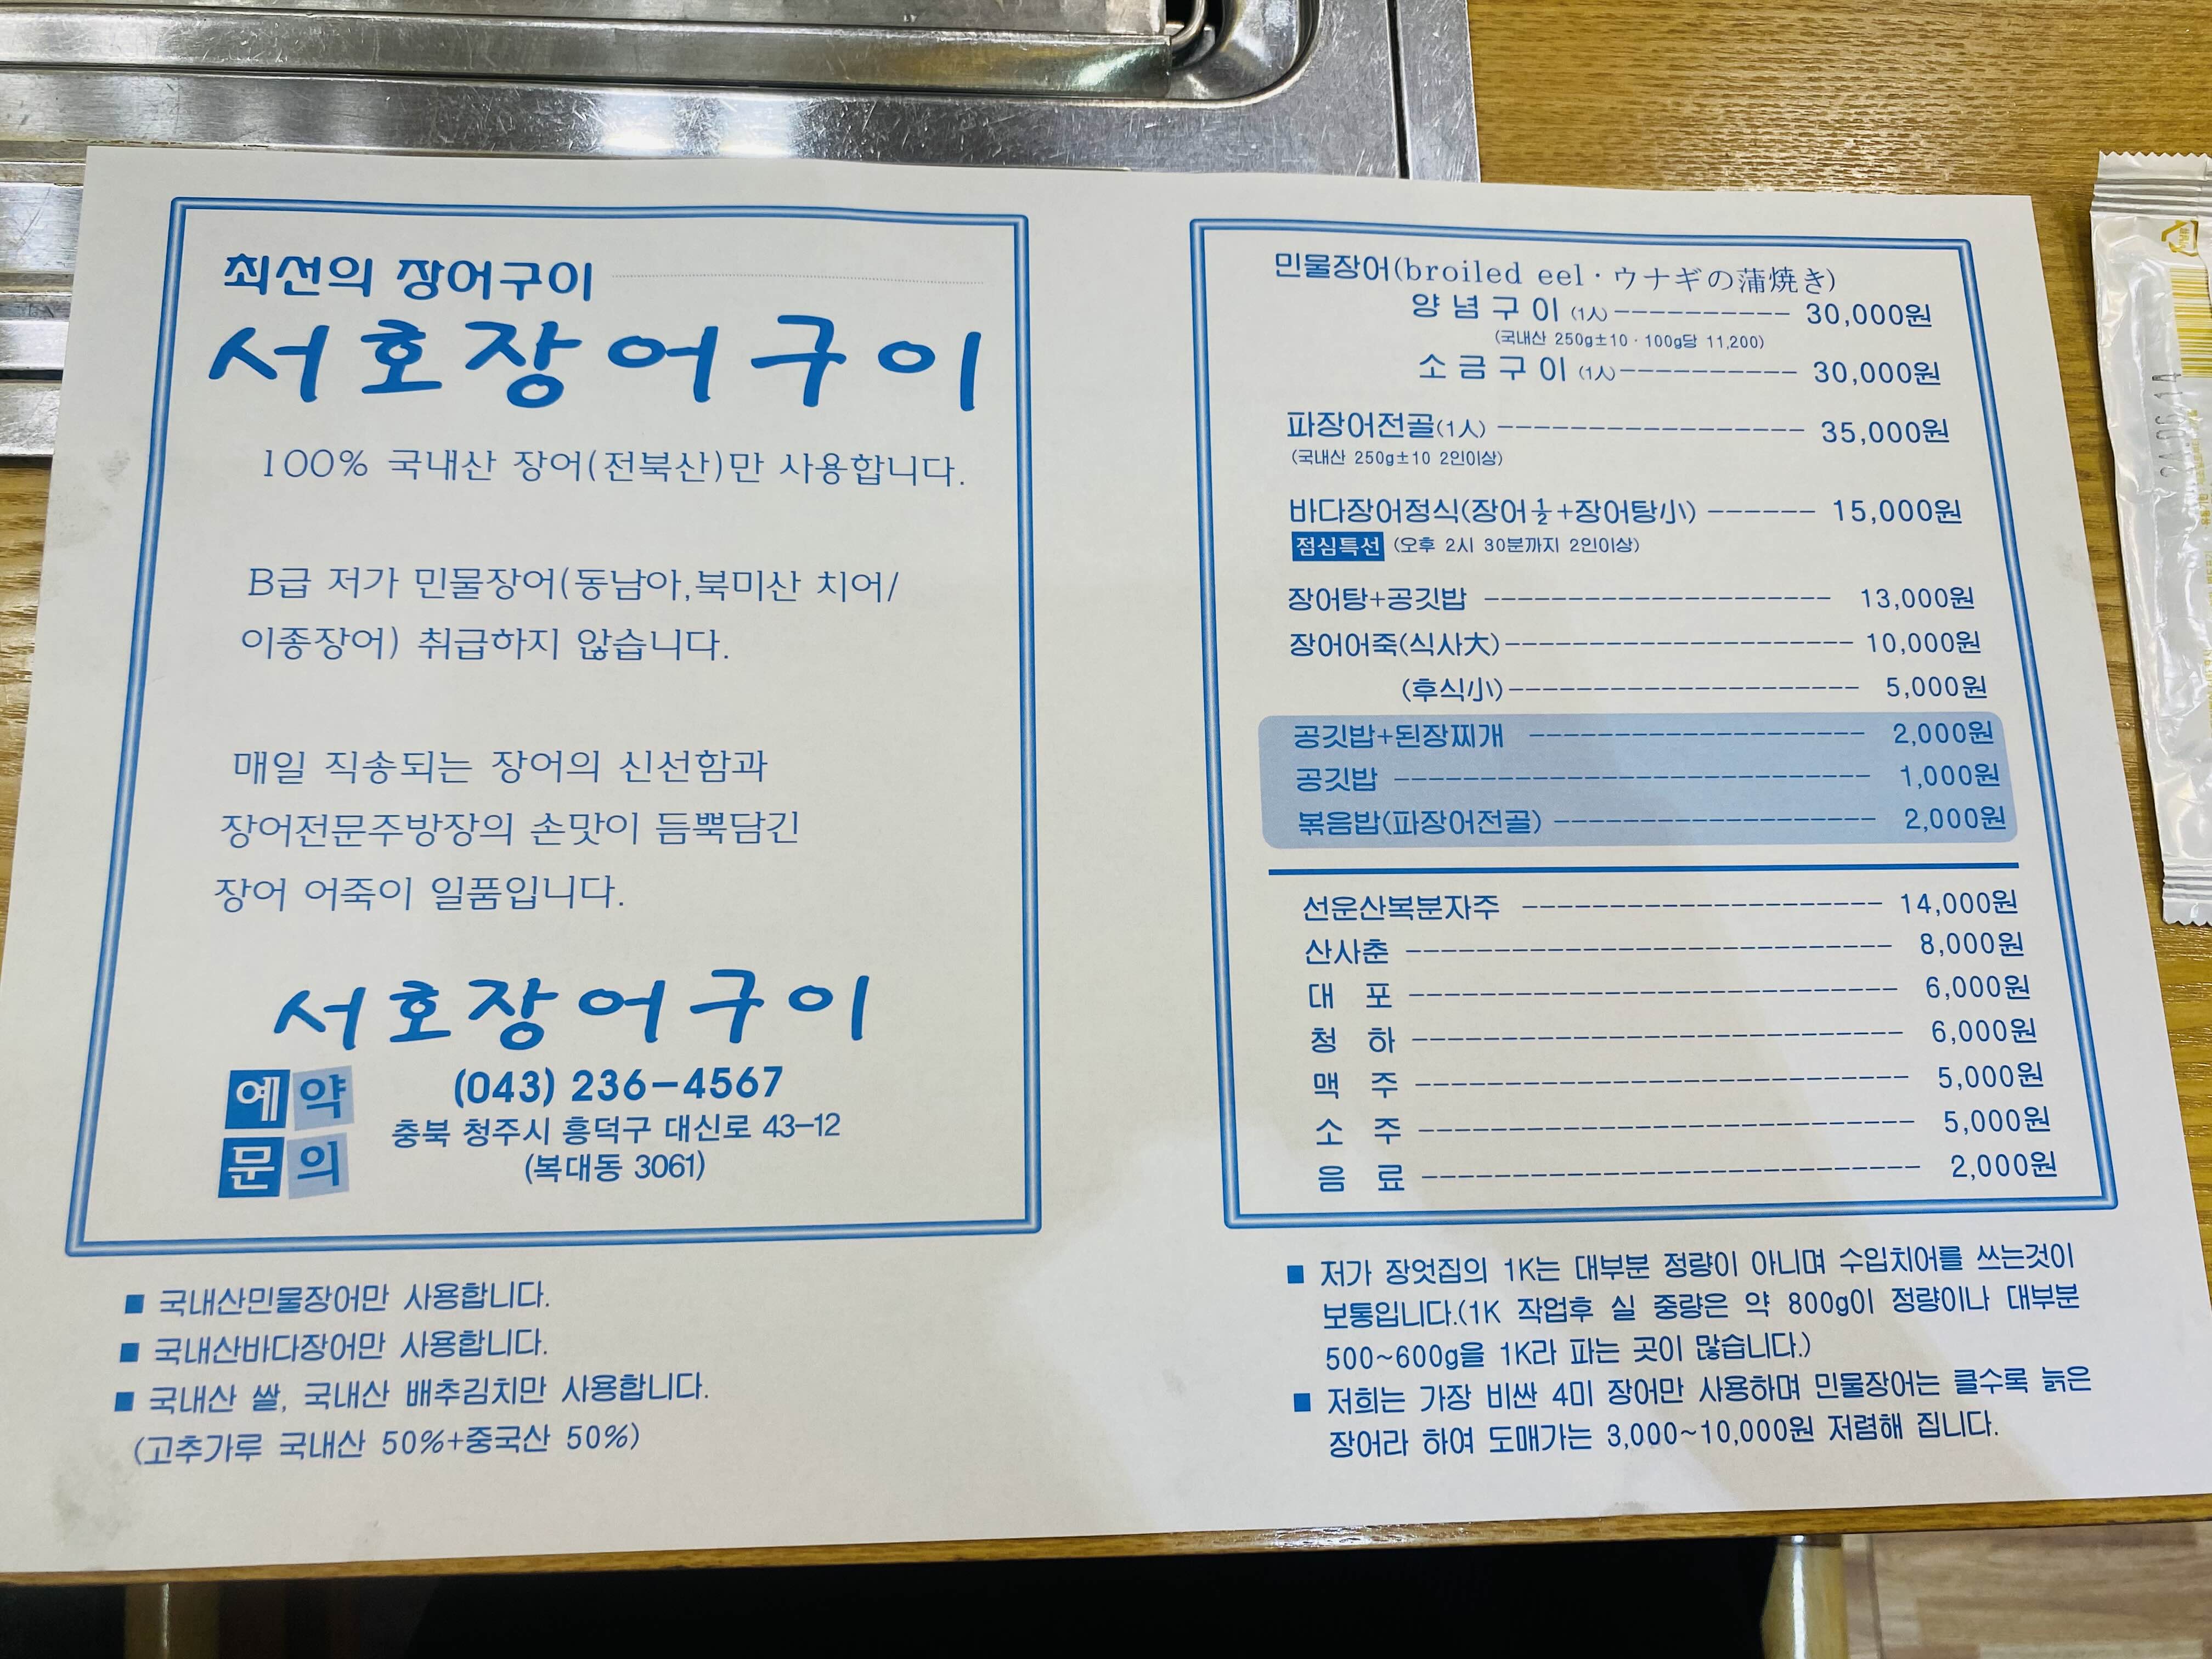 최선의 장어구이
서호장어구이
100% 국내산 장어(전북산)만 사용합니다.
B급 저가 민물장어(동남아,북미산 치어/
이종장어) 취급하지 않습니다.
매일 직송되는 장어의 신선함과
장어전문주방장의 손맛이 듬뿍담긴
장어 어죽이 일품입니다.
서호장어구이
예약
문의
(043) 236-4567
충북 청주시 흥덕구 대신로 43-12
(복대동 3061)
■ 국내산민물장어만 사용합니다.
■ 국내산바다장어만 사용합니다.
■ 국내산 쌀, 국내산 배추김치만 사용합니다.
(고추가루 국내산 50%+중국산 50%)
민물장어(broiled eel · ウナギの蒲焼き)
양념구이 (1人) ---------- 30,000원
(국내산 250g±10 · 100g당 11,200)
소금구이 (1人) ---------- 30,000원
파장어전골(1人) ---------------- 35,000원
(국내산 250g±10 2인이상)
바다장어정식(장어½+장어탕小) ------ 15,000원
점심특선 (오후 2시 30분까지 2인이상)
장어탕+공깃밥 -------------------- 13,000원
장어어죽(식사大) -------------------- 10,000원
(후식小) -------------------- 5,000원
공깃밥+된장찌개 -------------------- 2,000원
공깃밥 ---------------------------- 1,000원
볶음밥(파장어전골) ------------------- 2,000원
선운산복분자주 --------------------- 14,000원
산사춘 ---------------------------- 8,000원
대 포 ---------------------------- 6,000원
청 하 ---------------------------- 6,000원
맥 주 ---------------------------- 5,000원
소 주 ---------------------------- 5,000원
음 료 ---------------------------- 2,000원
■ 저가 장엇집의 1K는 대부분 정량이 아니며 수입치어를 쓰는것이
보통입니다.(1K 작업후 실 중량은 약 800g이 정량이나 대부분
500~600g을 1K라 파는 곳이 많습니다.)
■ 저희는 가장 비싼 4미 장어만 사용하며 민물장어는 클수록 늙은
장어라 하여 도매가는 3,000~10,000원 저렴해 집니다.